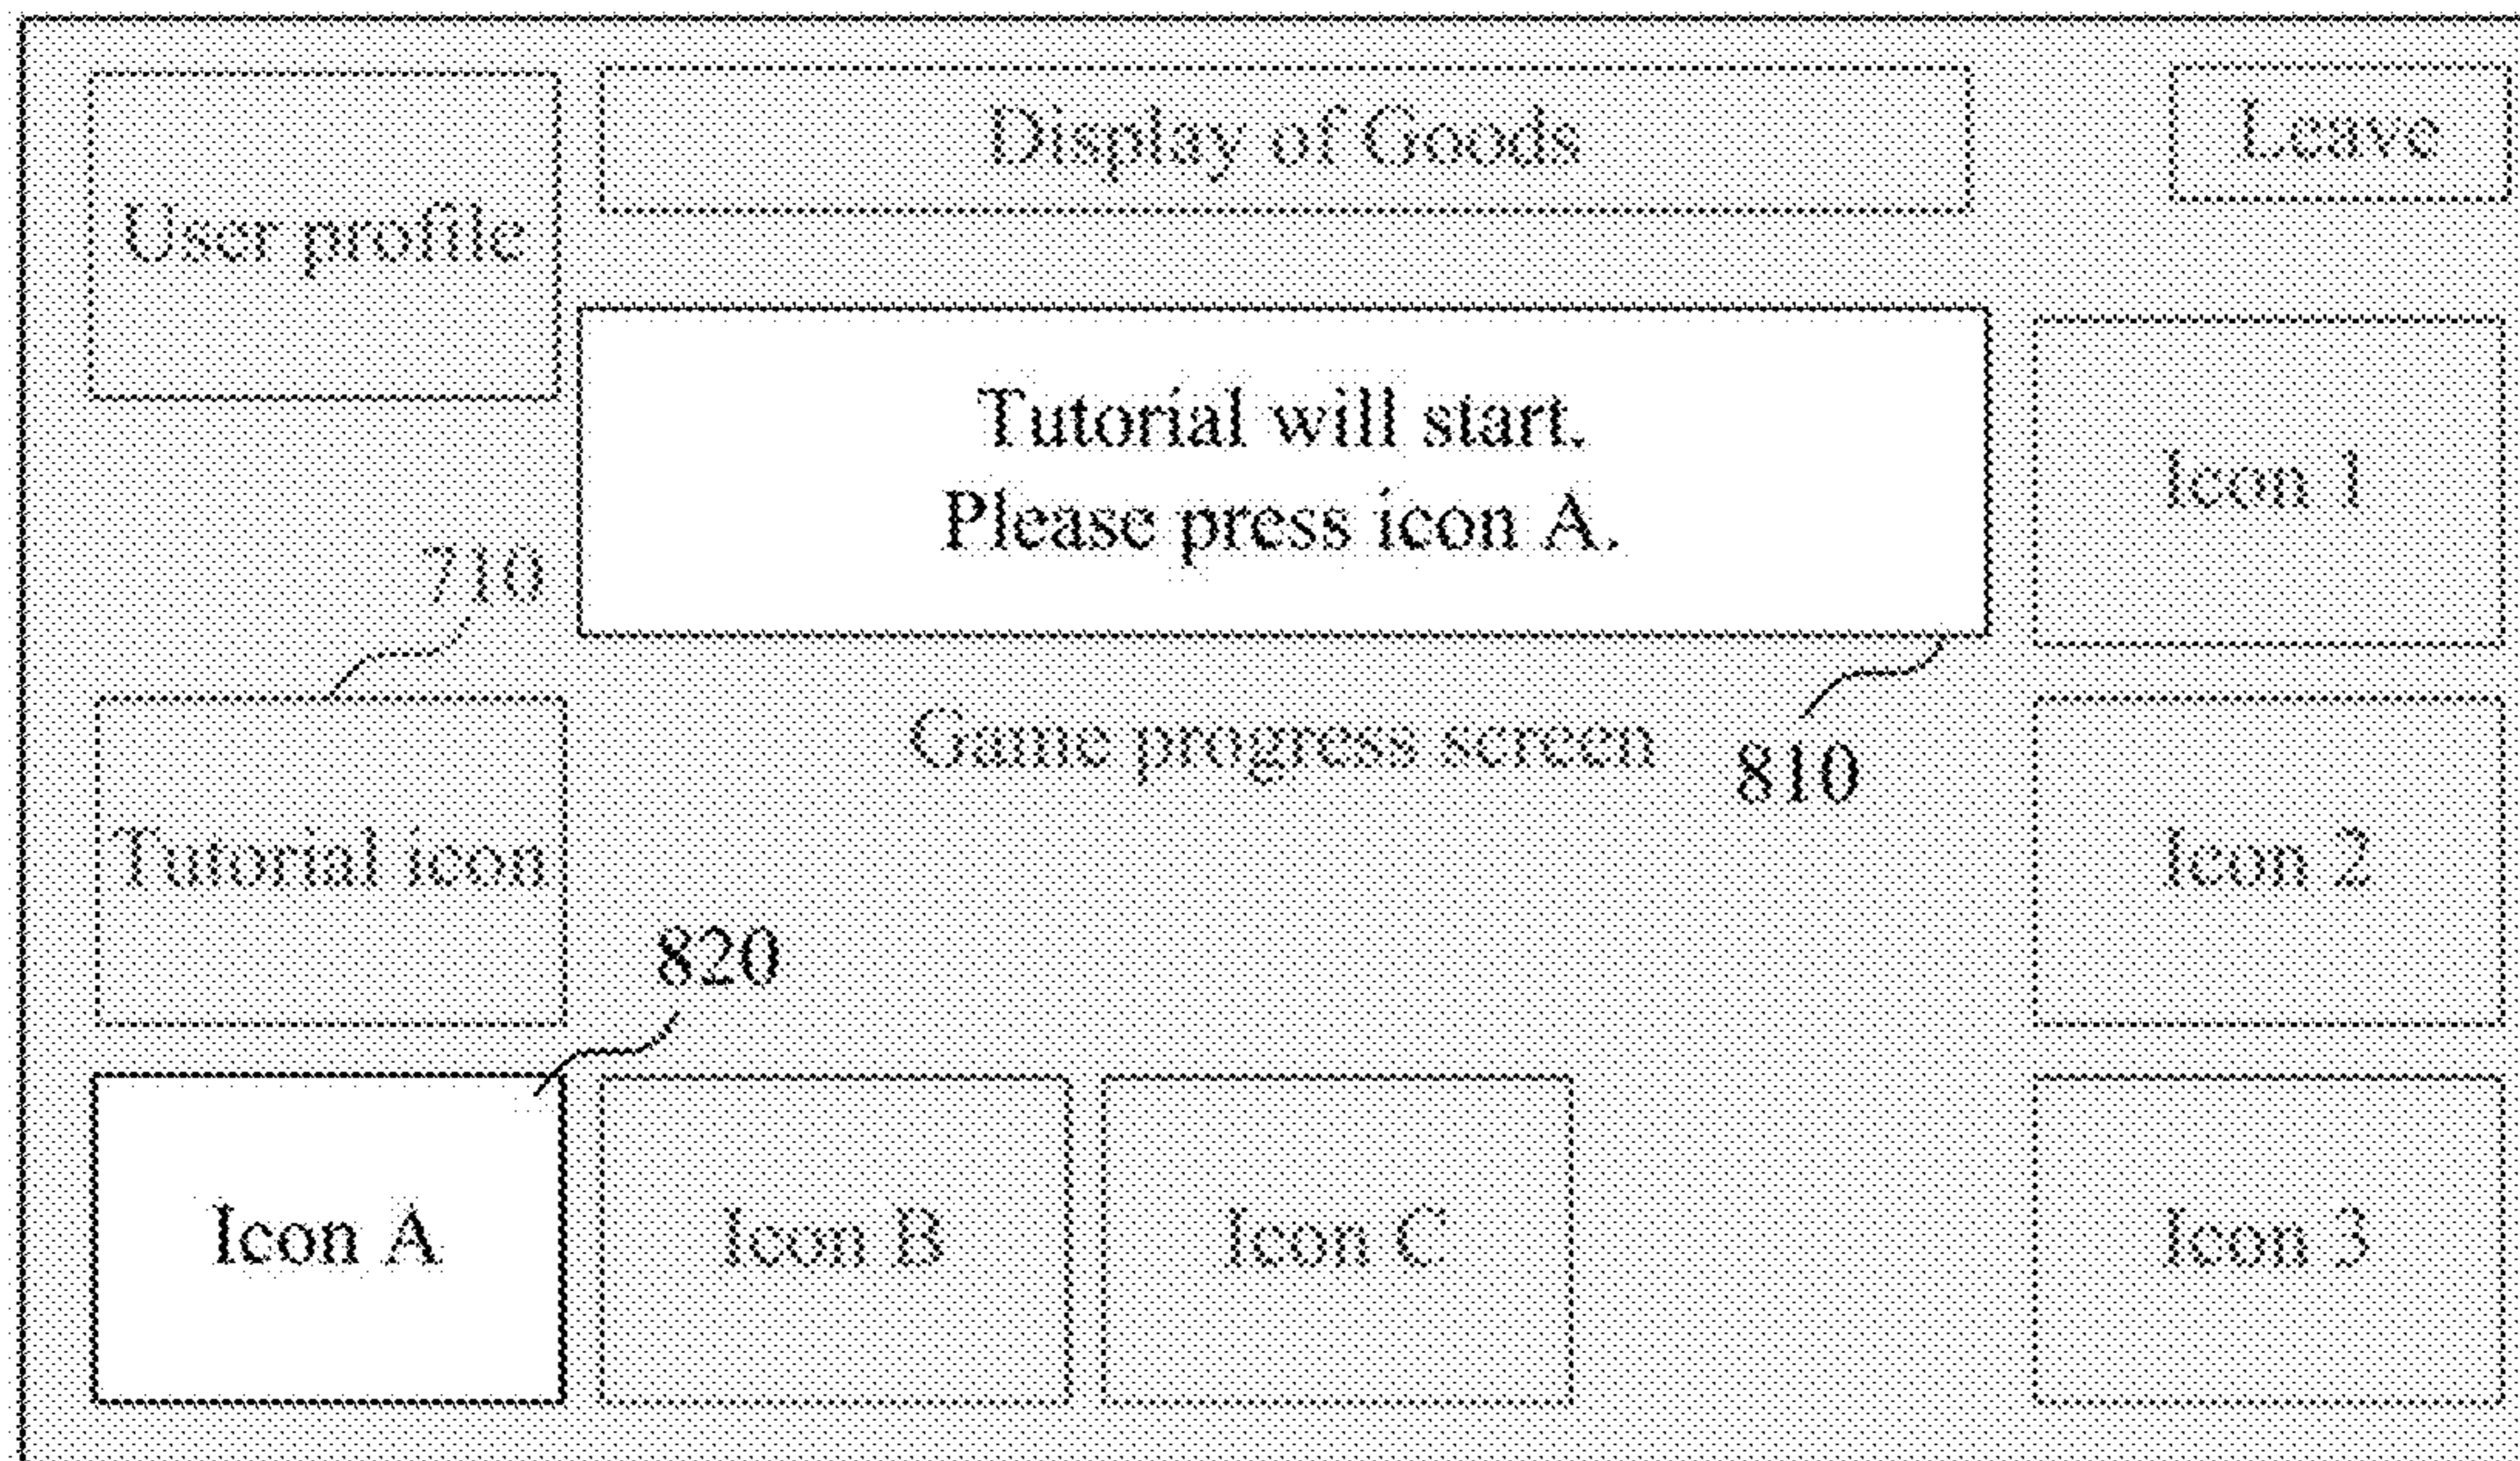 Display of Goods
Leave
User profile
Tutorial will start.
Please press icon A.
Icon 1
710
Game progress screen
810
Tutorial icon
Icon 2
820
Icon A
Icon B
Icon C
Icon 3